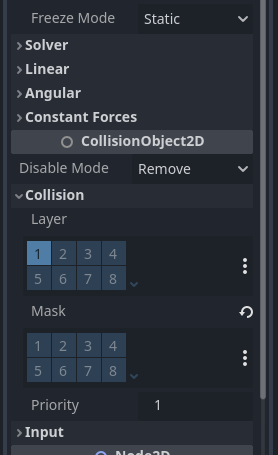 Freeze Mode Static
Solver
Linear
Angular
Constant Forces
CollisionObject2D
Disable Mode Remove
Collision
Layer
1 2 3 4
5 6 7 8
Mask
1 2 3 4
5 6 7 8
Priority 1
Input
Node2D